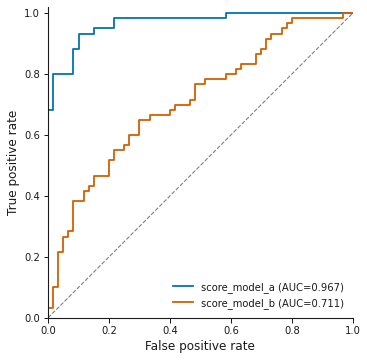 1.0
0.8
0.6
0.4
0.2
0.0
True positive rate
score_model_a (AUC=0.967)
score_model_b (AUC=0.711)
0.0 0.2 0.4 0.6 0.8 1.0
False positive rate